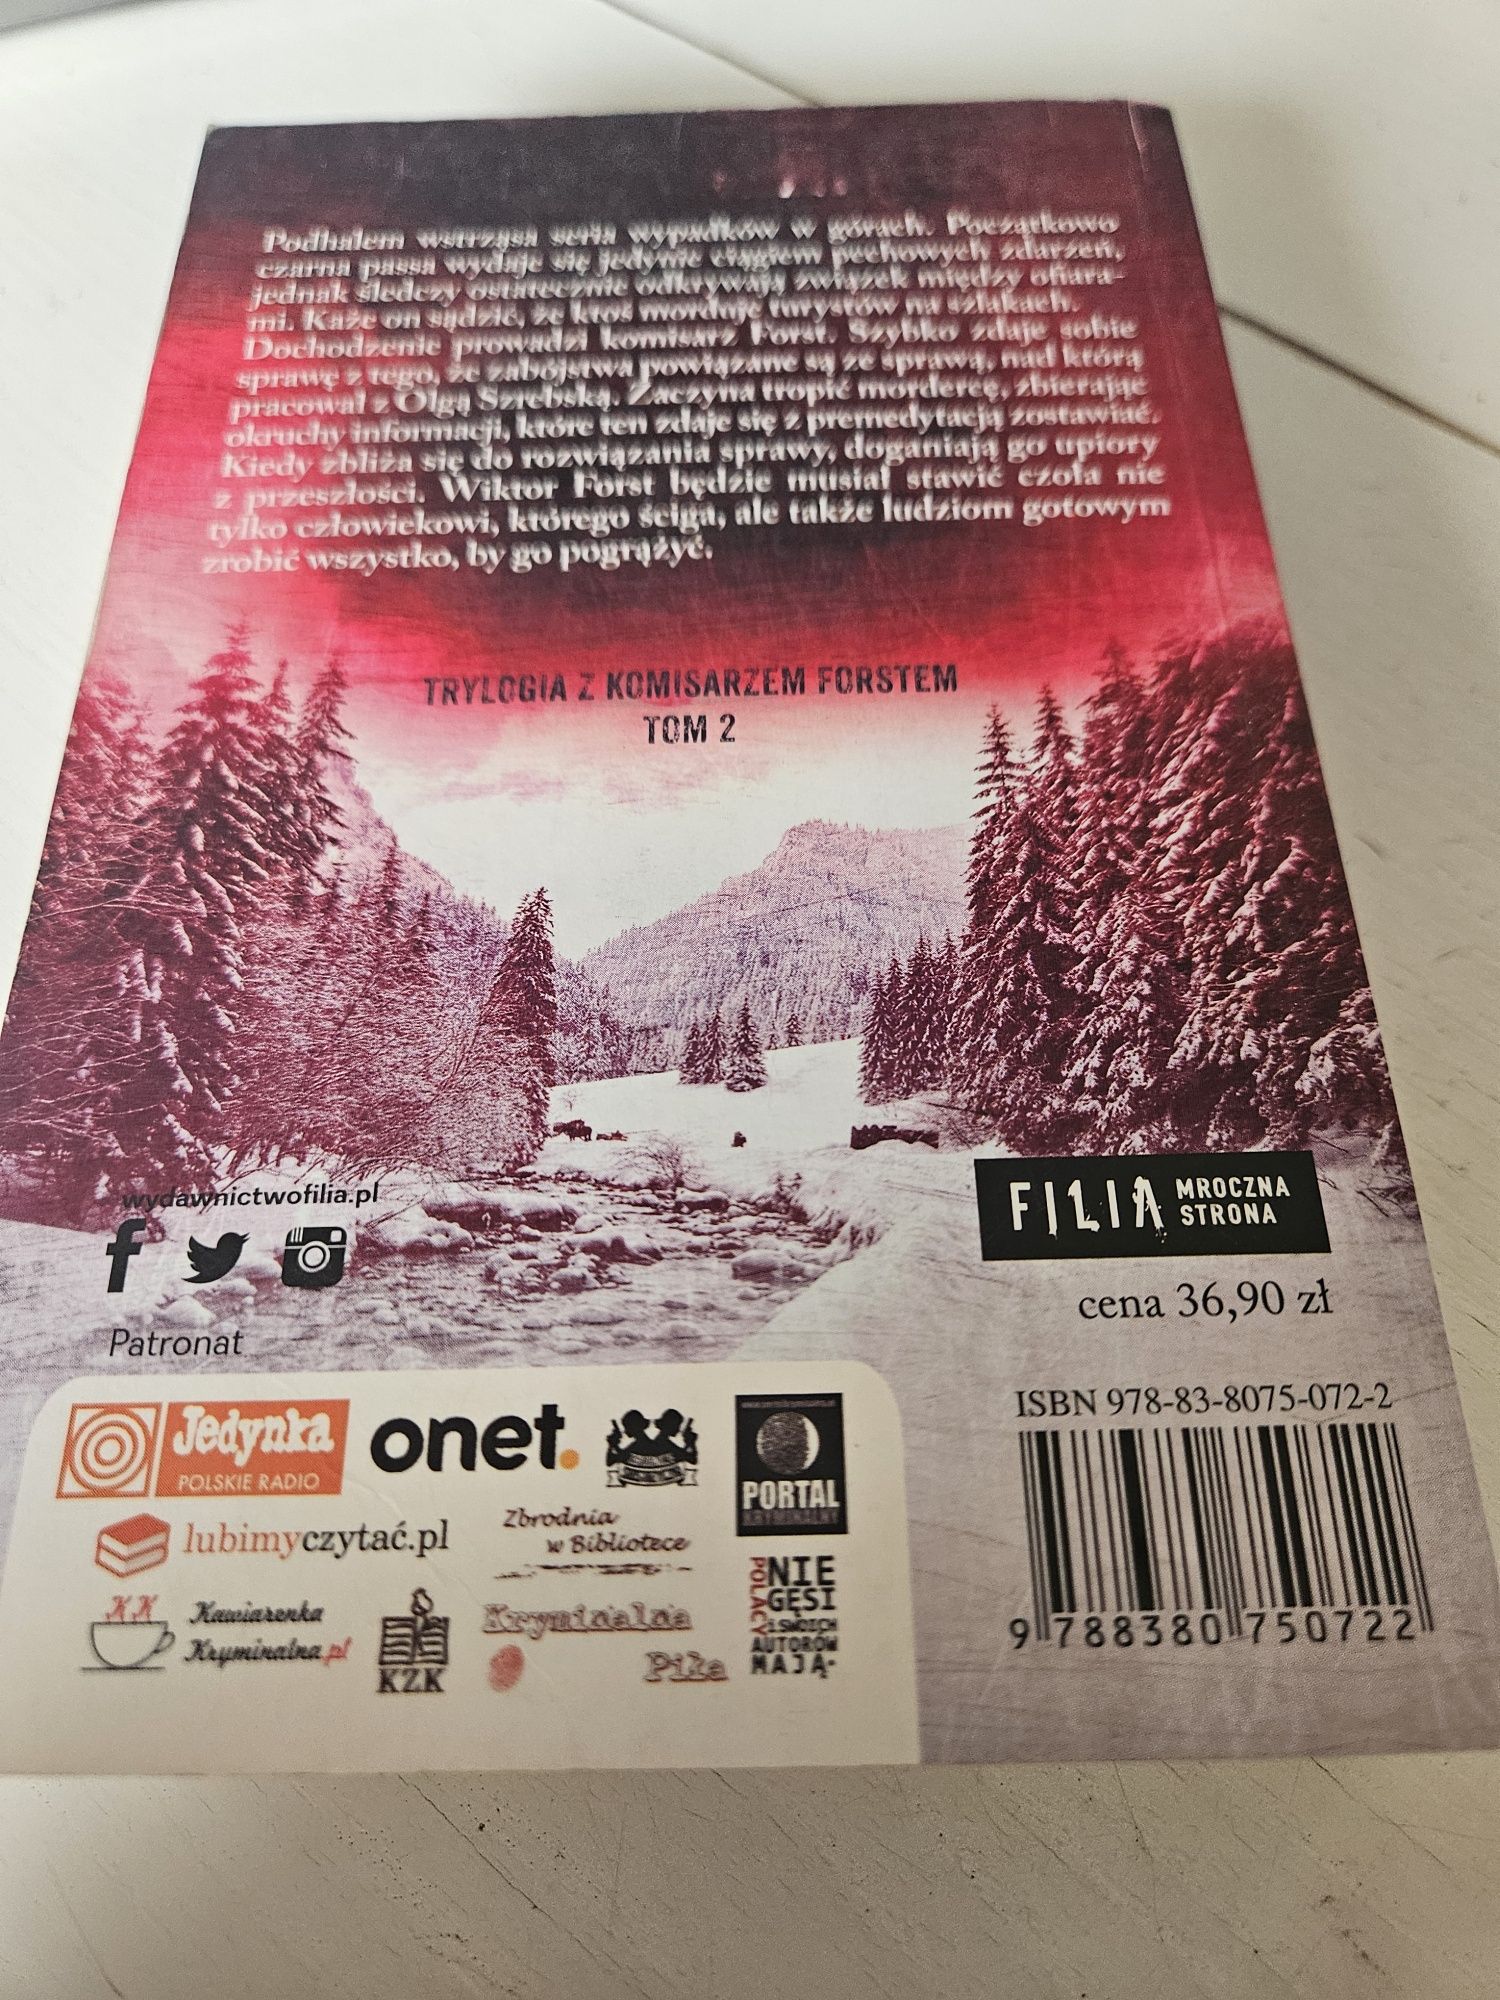 Podhalem wstrząsa seria wypadków w górach. Początkowo
czarna passa wydaje się jedynie ciągiem pechowych zdarzeń,
jednak śledczy ostatecznie odkrywają związek między ofiara-
mi. Każe on sądzić, że ktoś morduje turystów na szlakach.
Dochodzenie prowadzi komisarz Forst. Szybko zdaje sobie
sprawę z tego, że zabójstwa powiązane są ze sprawą, nad którą
pracował z Olgą Szrebską. Zaczyna tropić mordercę, zbierając
okruchy informacji, które ten zdaje się z premedytacją zostawiać.
Kiedy zbliża się do rozwiązania sprawy, doganiają go upiory
z przeszłości. Wiktor Forst będzie musiał stawić czoła nie
tylko człowiekowi, którego ściga, ale także ludziom gotowym
zrobić wszystko, by go pogrążyć.
TRYLOGIA Z KOMISARZEM FORSTEM
TOM 2
wydawnictwofilia.pl
FILIA MROCZNA
STRONA
cena 36,90 zł
Patronat
Jedynka
POLSKIE RADIO
onet.
PORTAL
KRYMINALNY
lubimyczytać.pl
Zbrodnia
w Bibliotece
KK
Kawiarenka
Kryminalna.pl
KZK
Kryminalna
Piła
POLACY
NIE
GĘSI
I SWOICH
AUTORÓW
MAJĄ
ISBN 978-83-8075-072-2
9 788380 750722